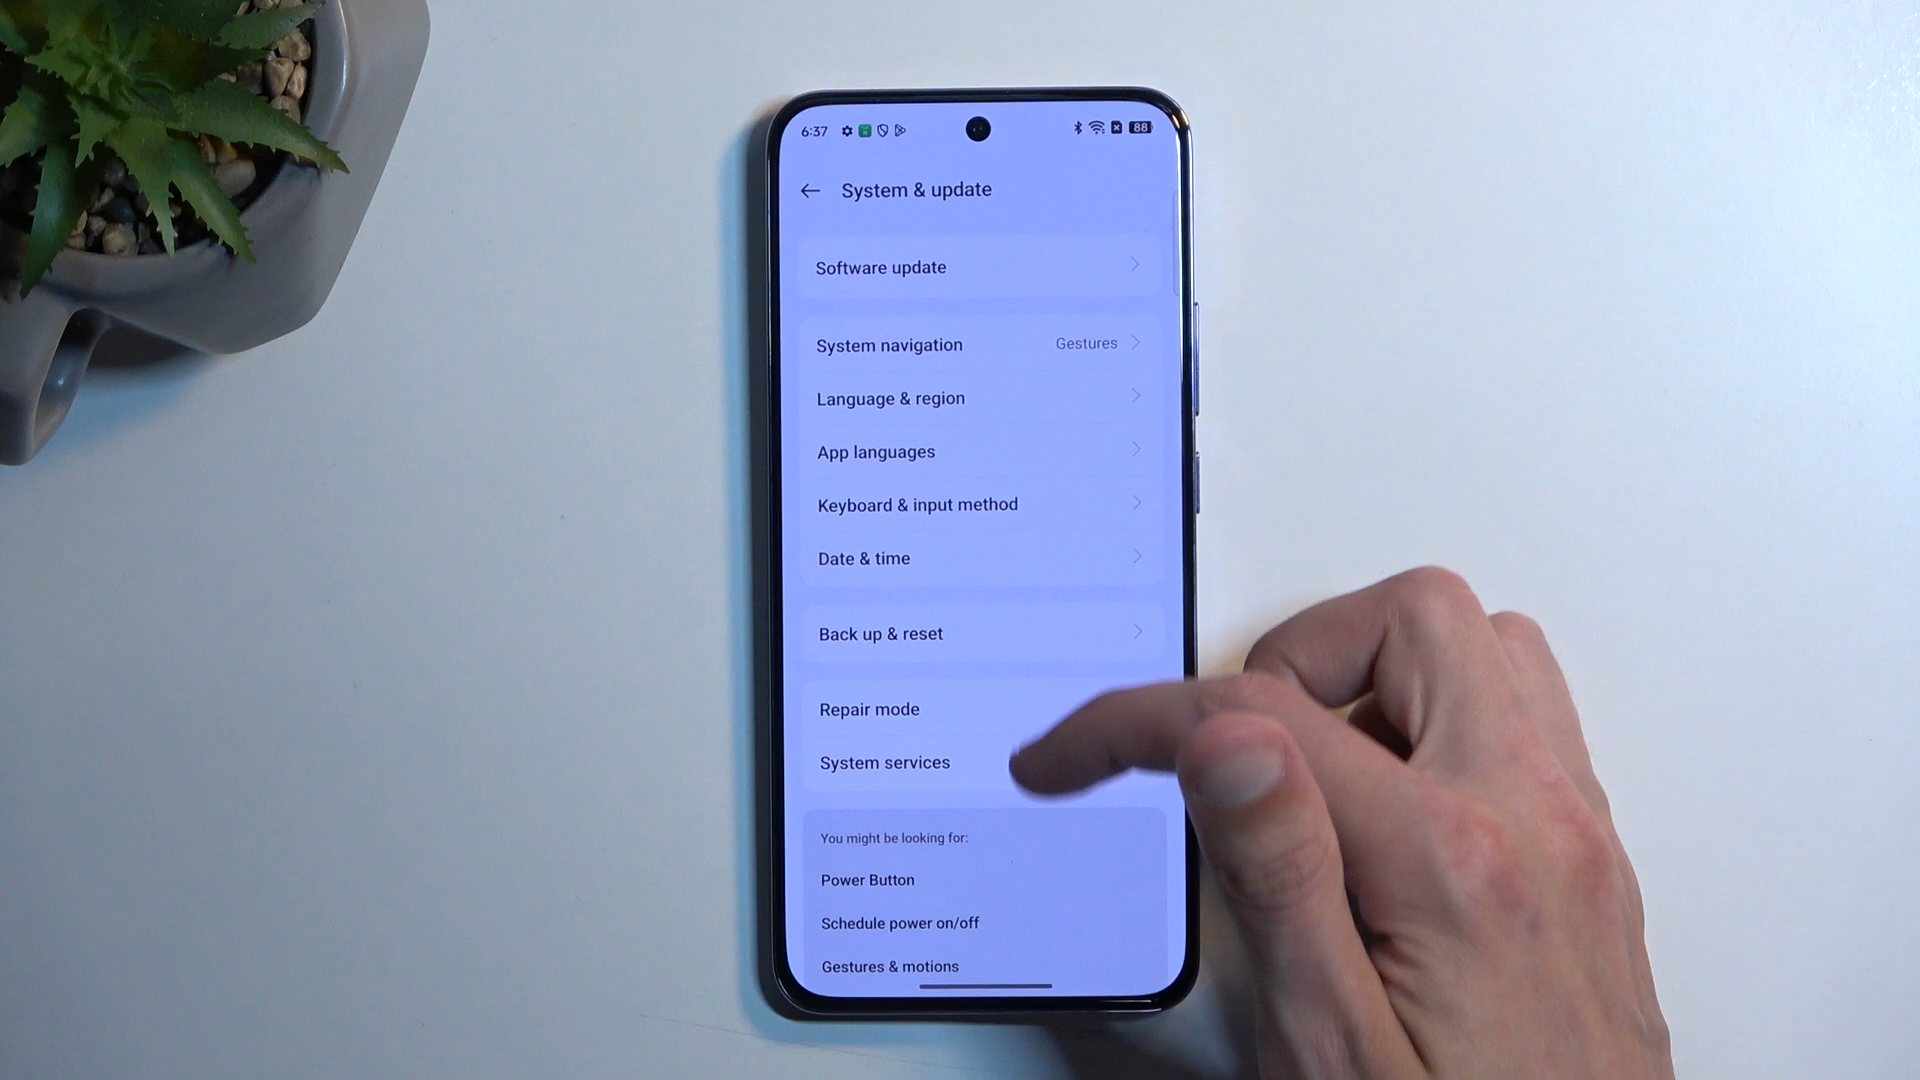 6:37
88
System & update
Software update
System navigation Gestures
Language & region
App languages
Keyboard & input method
Date & time
Back up & reset
Repair mode
System services
You might be looking for:
Power Button
Schedule power on/off
Gestures & motions